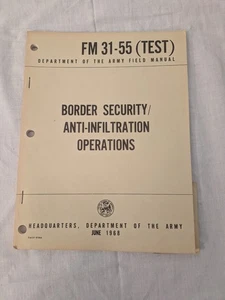 FM 31-55 (TEST)
DEPARTMENT OF THE ARMY FIELD MANUAL
BORDER SECURITY/
ANTI-INFILTRATION
OPERATIONS
HEADQUARTERS, DEPARTMENT OF THE ARMY
JUNE 1968